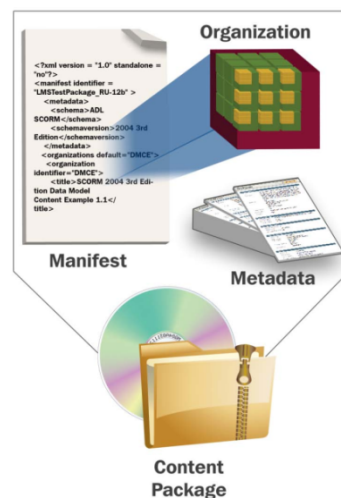 <?xml version = "1.0" standalone =
"no"?>
<manifest identifier =
"LMSTestPackage_RU-12b" >
<metadata>
<schema>ADL
SCORM</schema>
<schemaversion>2004 3rd
Edition</schemaversion>
</metadata>
<organizations default="DMCE">
<organization
identifier="DMCE">
<title>SCORM 2004 3rd Edi-
tion Data Model
Content Example 1.1</
title>
Organization
Manifest
Metadata
Content
Package